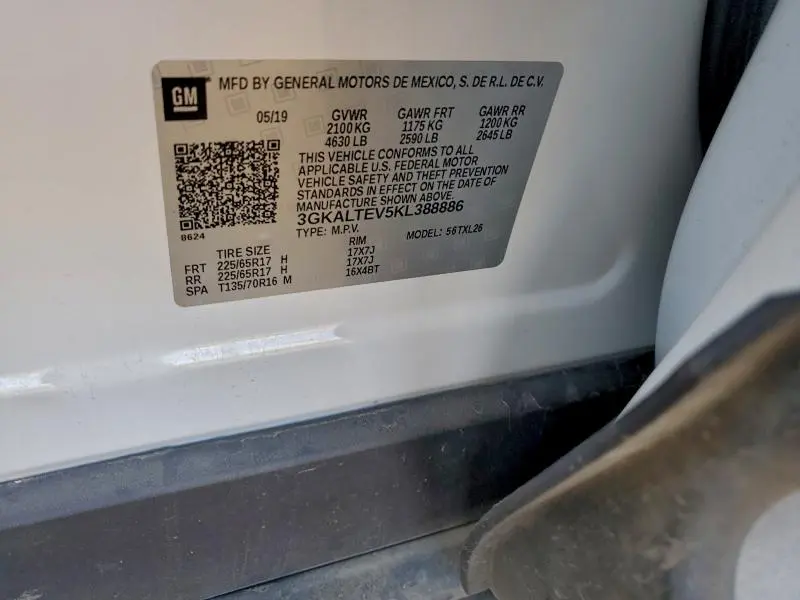 GM MFD BY GENERAL MOTORS DE MEXICO, S. DE R.L. DE C.V.
05/19 GVWR GAWR FRT GAWR RR
2100 KG 1175 KG 1200 KG
4630 LB 2590 LB 2645 LB
THIS VEHICLE CONFORMS TO ALL
APPLICABLE U.S. FEDERAL MOTOR
VEHICLE SAFETY AND THEFT PREVENTION
STANDARDS IN EFFECT ON THE DATE OF
MANUFACTURE SHOWN ABOVE.
3GKALTEV5KL388886
8624
TYPE: M.P.V. MODEL: 56TXL26
TIRE SIZE RIM
FRT 225/65R17 H 17X7J
RR 225/65R17 H 17X7J
SPA T135/70R16 M 16X4BT